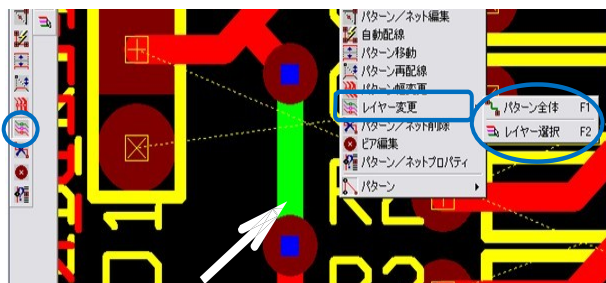 パターン／ネット編集
自動配線
パターン移動
パターン再配線
パターン幅変更
レイヤー変更
パターン全体 F1
レイヤー選択 F2
パターン／ネット削除
ビア編集
パターン／ネットプロパティ
パターン
D1
R2